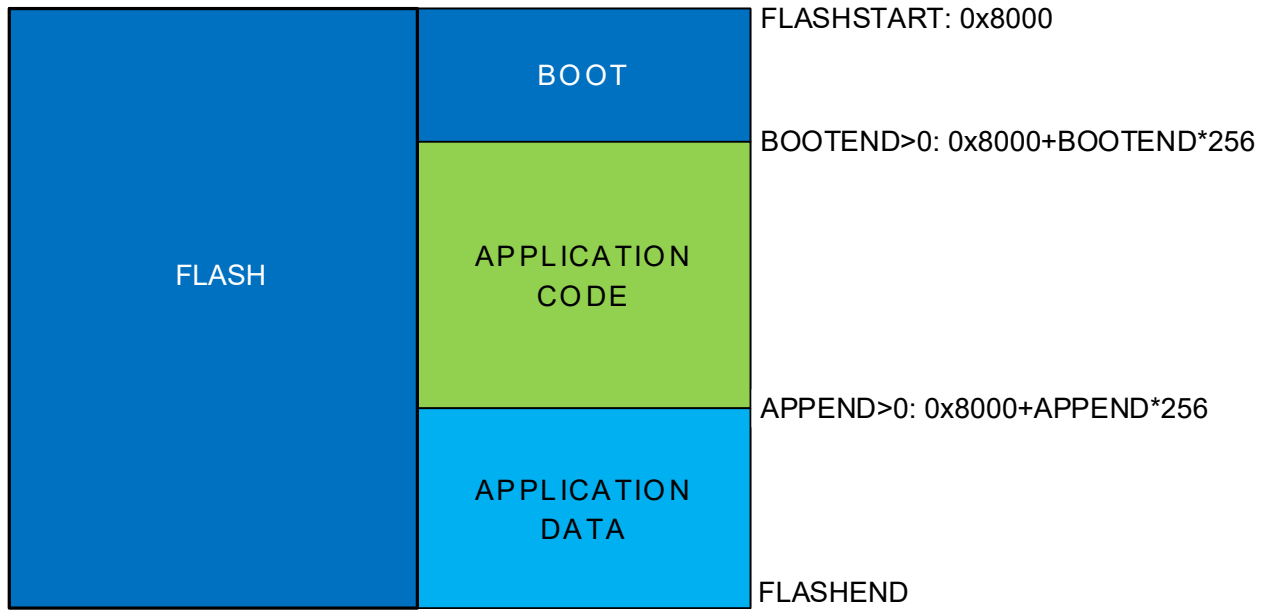 FLASHSTART: 0x8000
BOOT
BOOTEND>0: 0x8000+BOOTEND*256
FLASH
APPLICATION
CODE
APPEND>0: 0x8000+APPEND*256
APPLICATION
DATA
FLASHEND